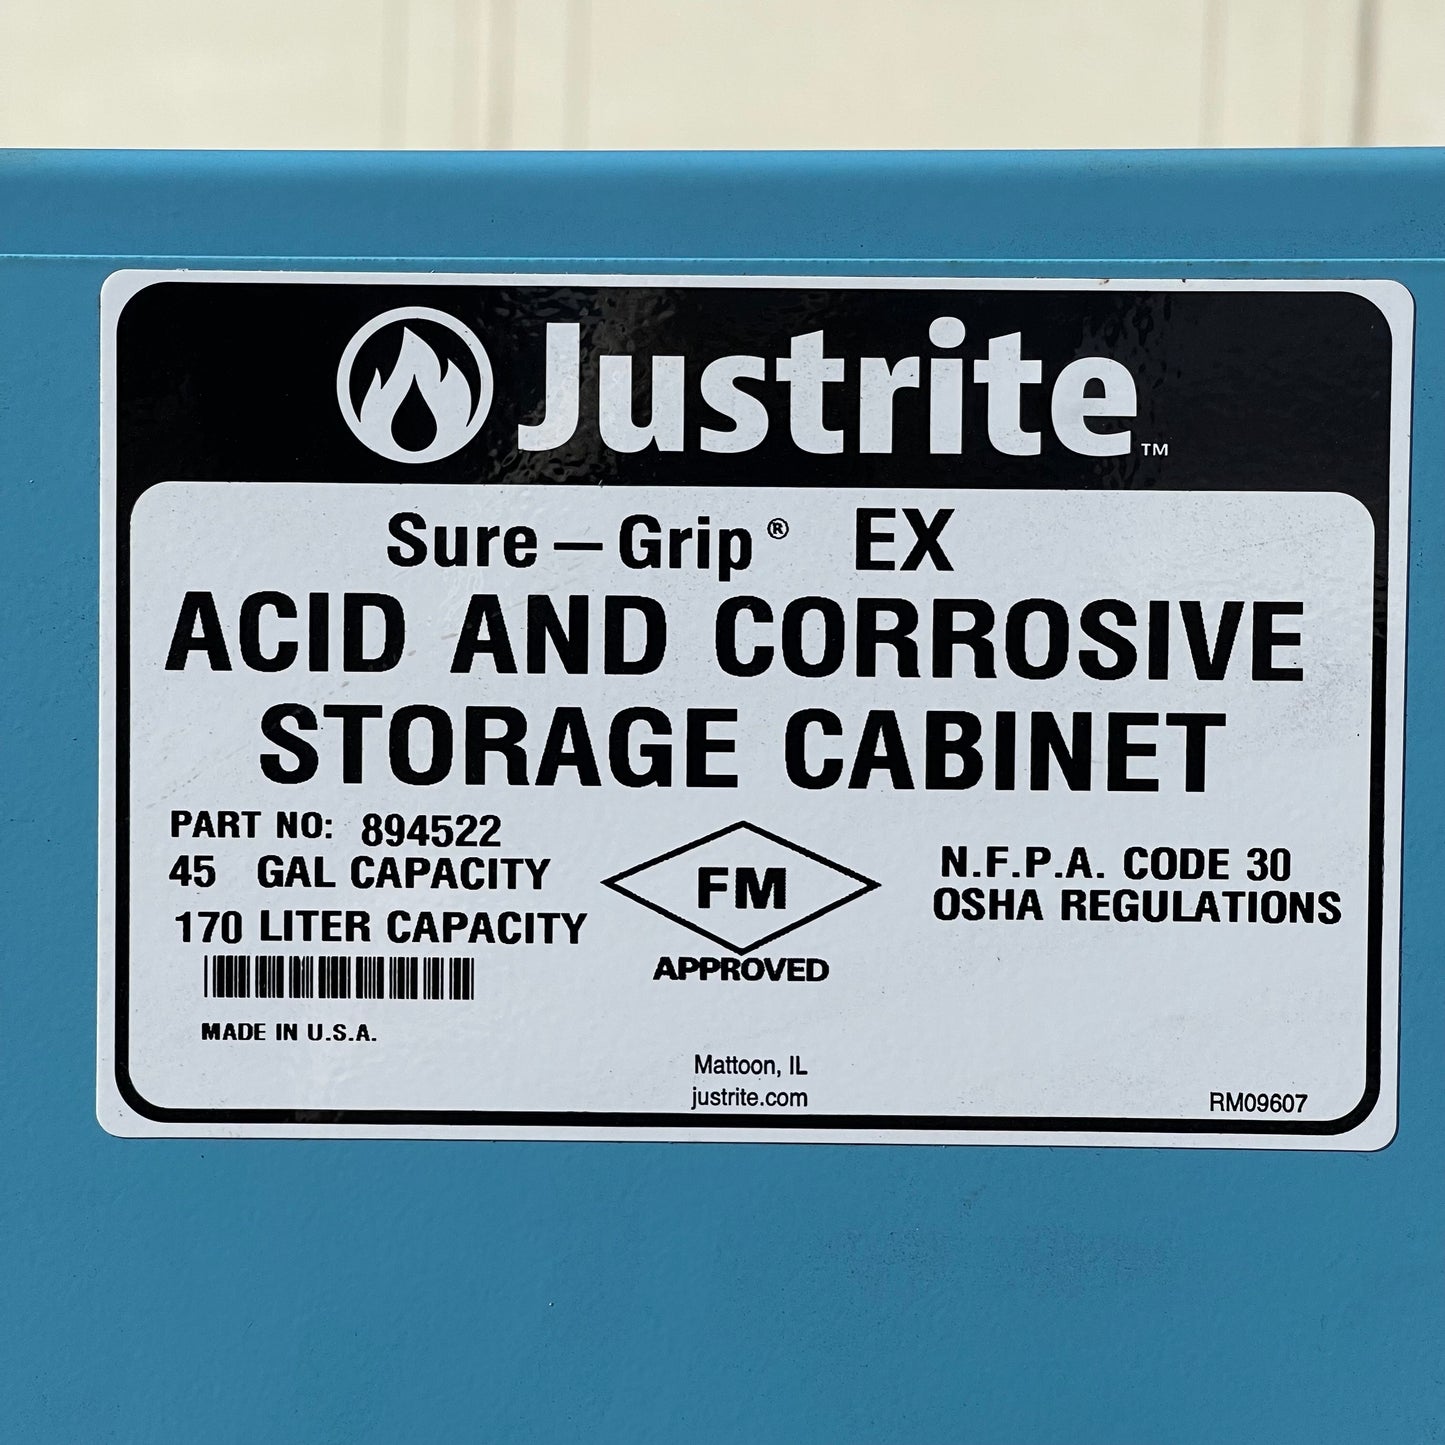 Justrite™
Sure-Grip® EX
ACID AND CORROSIVE
STORAGE CABINET
PART NO: 894522
45 GAL CAPACITY
170 LITER CAPACITY
MADE IN U.S.A.
FM
APPROVED
N.F.P.A. CODE 30
OSHA REGULATIONS
Mattoon, IL
justrite.com
RM09607